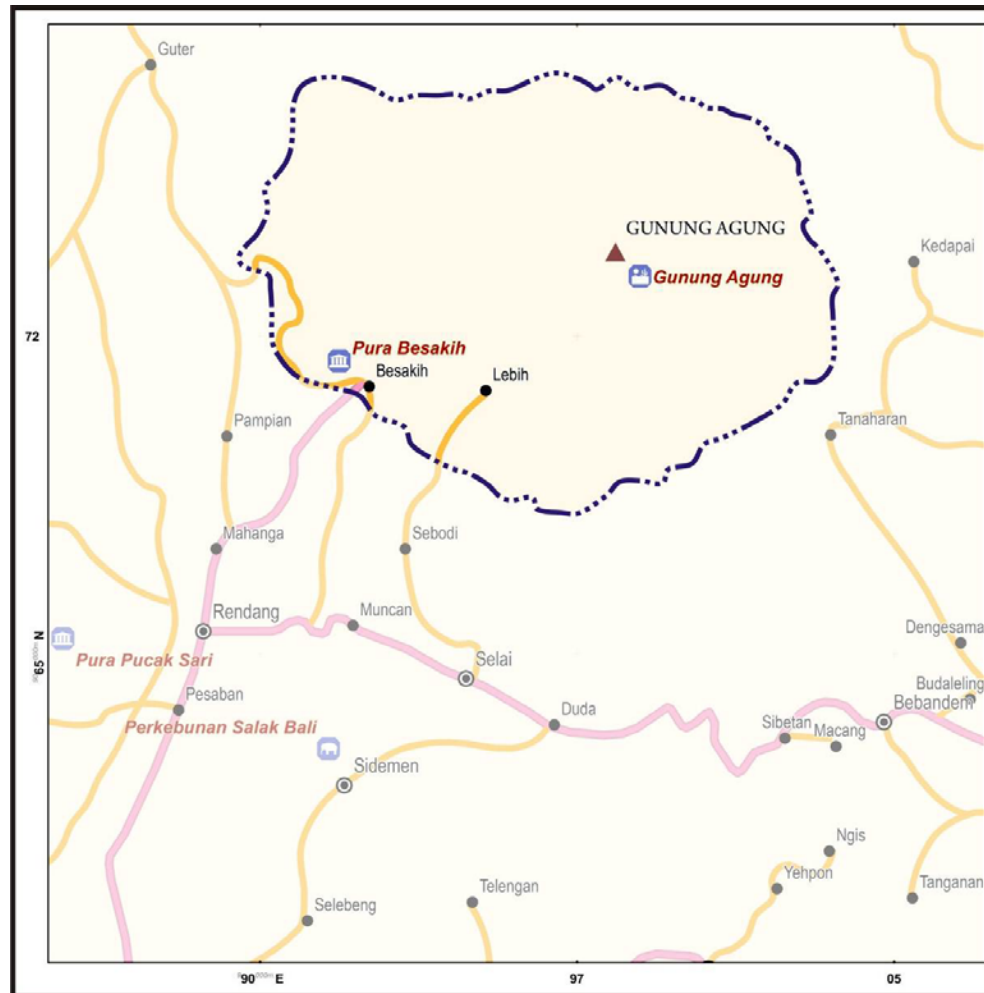 Guter
GUNUNG AGUNG
Kedapai
Gunung Agung
72
Pura Besakih
Besakih
Lebih
Tanaharan
Pampian
Mahanga
Sebodi
Rendang
Muncan
Dengesama
65
N
Pura Pucak Sari
Selai
Budaleling
Pesaban
Bebandem
Perkebunan Salak Bali
Duda
Sibetan
Macang
Sidemen
Ngis
Yehpon
Telengan
Tanganan
Selebeng
90 E
97
05